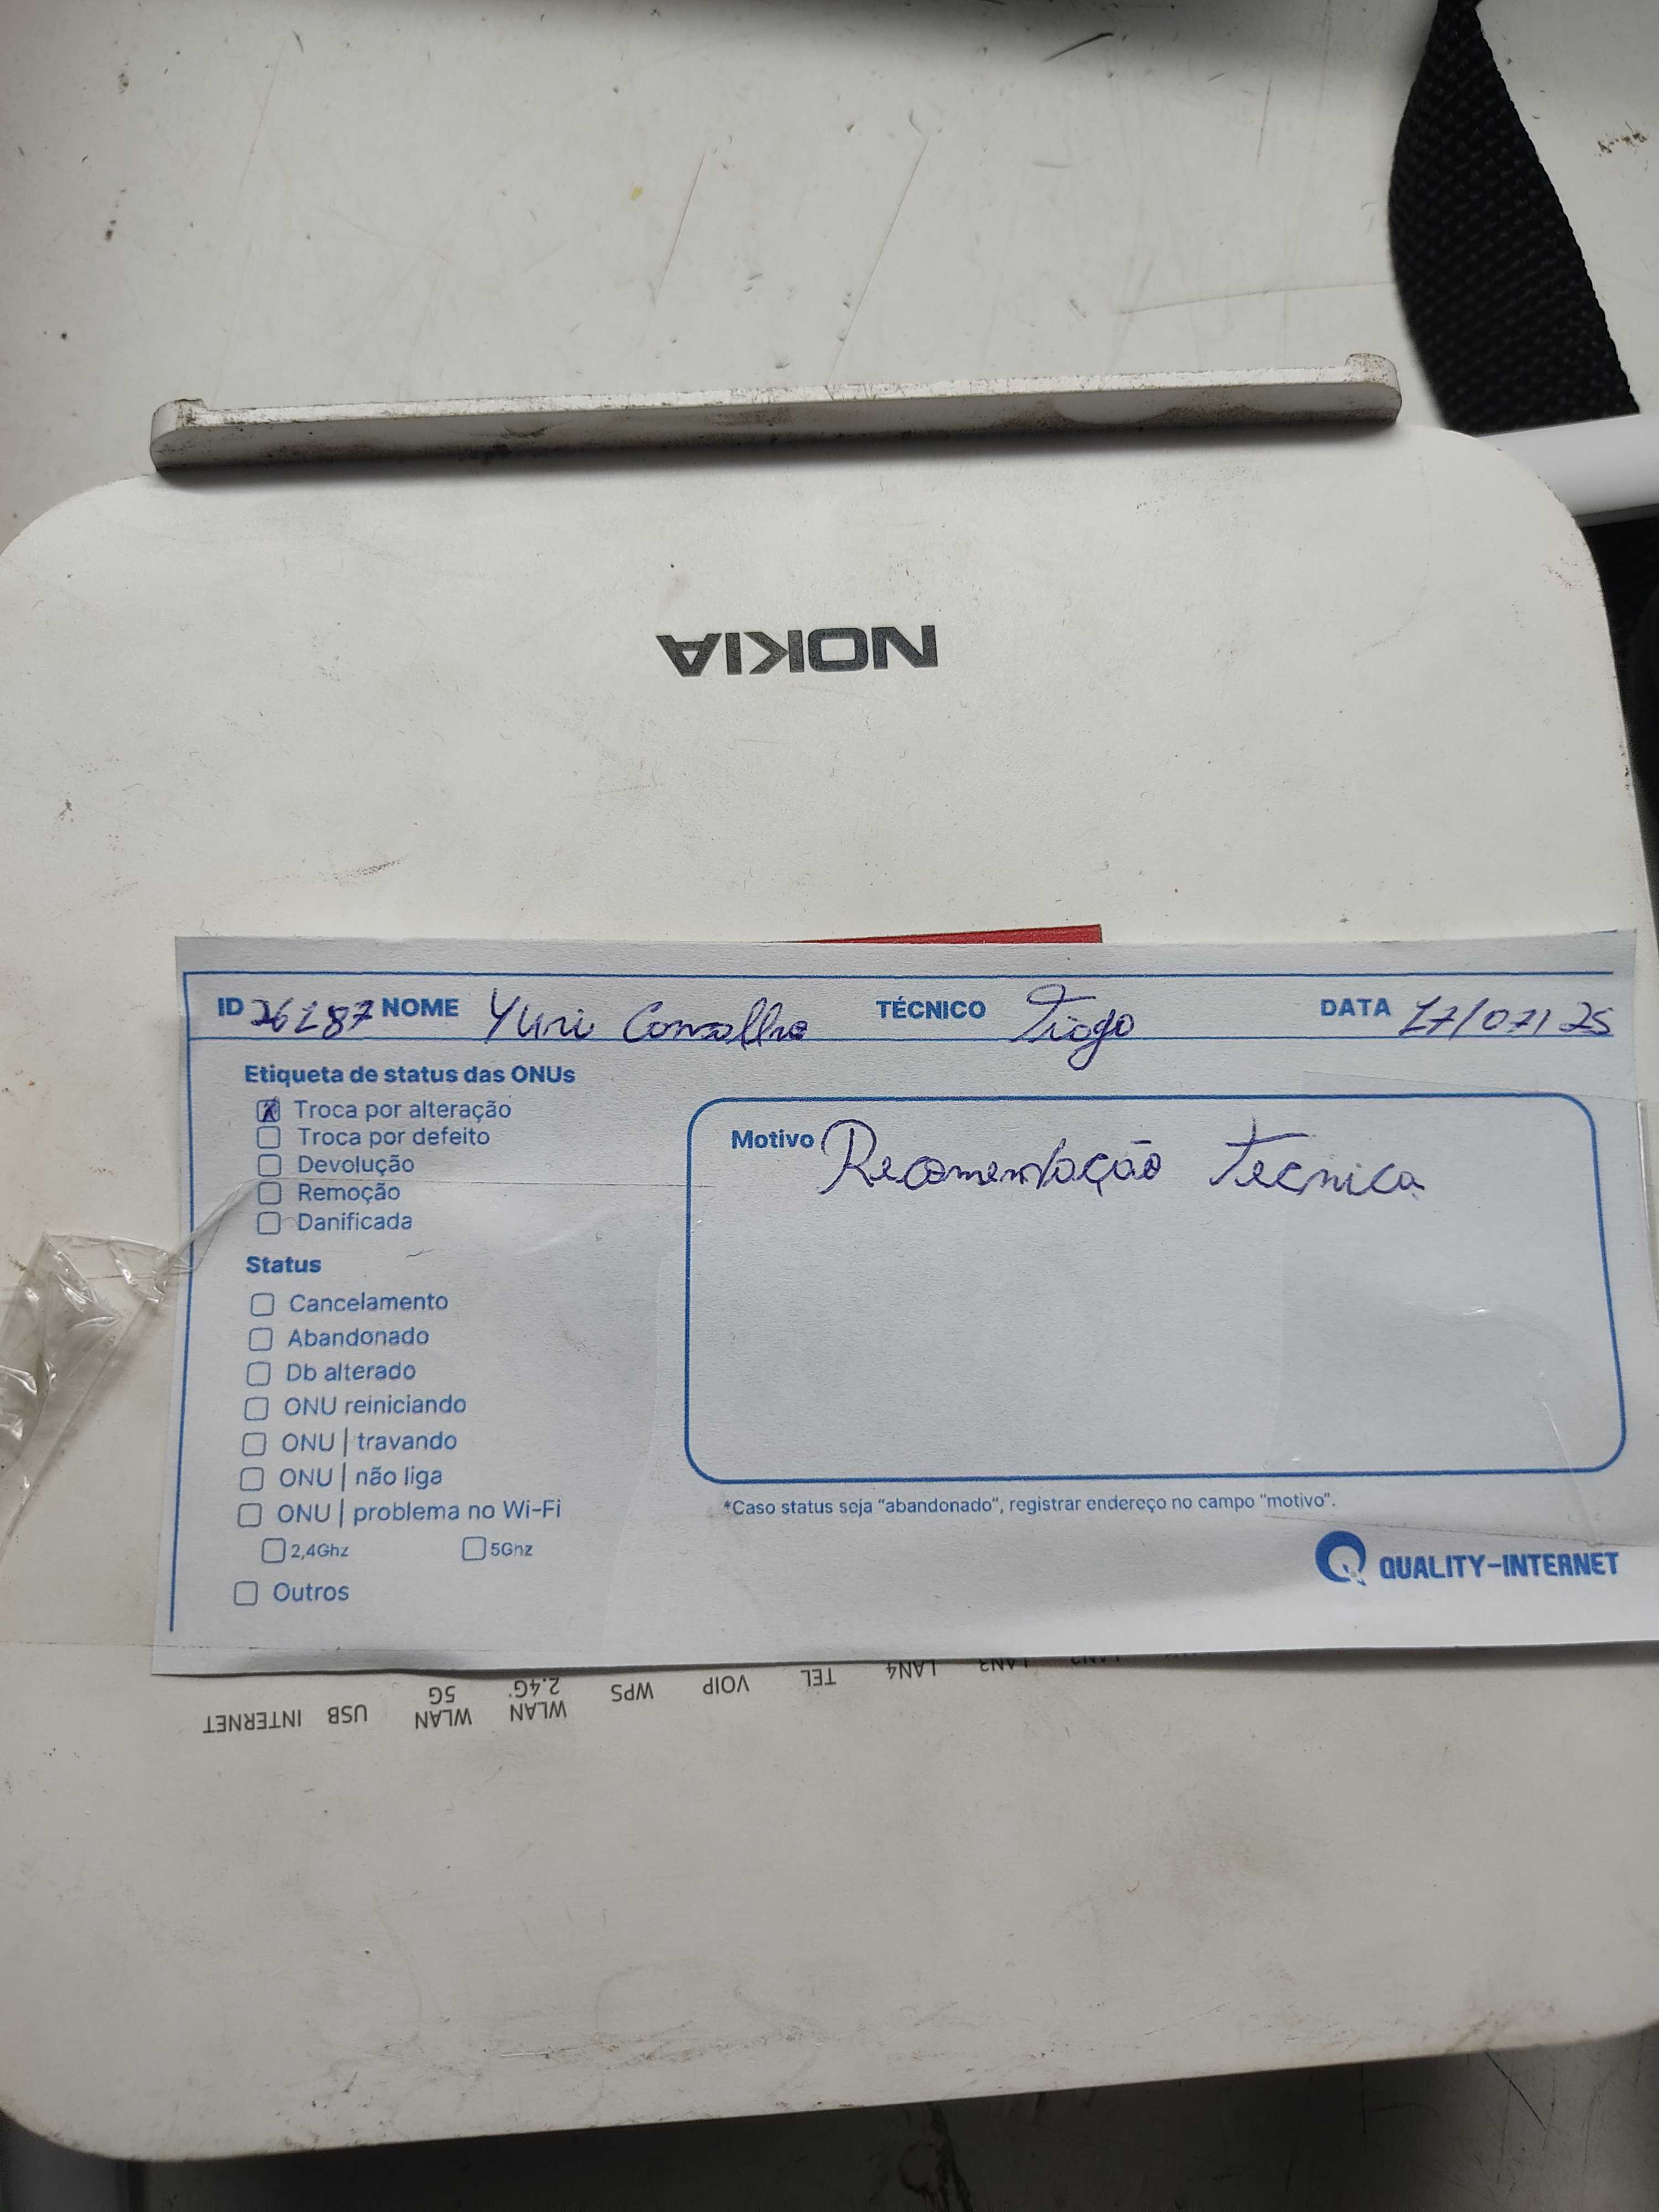 NOKIA
ID 26287 NOME Yuri Consalho TÉCNICO Tiago DATA 17/07/25
Etiqueta de status das ONUs
Troca por alteração
Troca por defeito
Devolução
Remoção
Danificada
Motivo Recomentação Tecnica
Status
Cancelamento
Abandonado
Db alterado
ONU reiniciando
ONU | travando
ONU | não liga
ONU | problema no Wi-Fi
2,4Ghz 5Ghz
Outros
*Caso status seja "abandonado", registrar endereço no campo "motivo".
QUALITY-INTERNET
LAN4 TEL VOIP WPS WLAN 2.4G WLAN 5G USB INTERNET